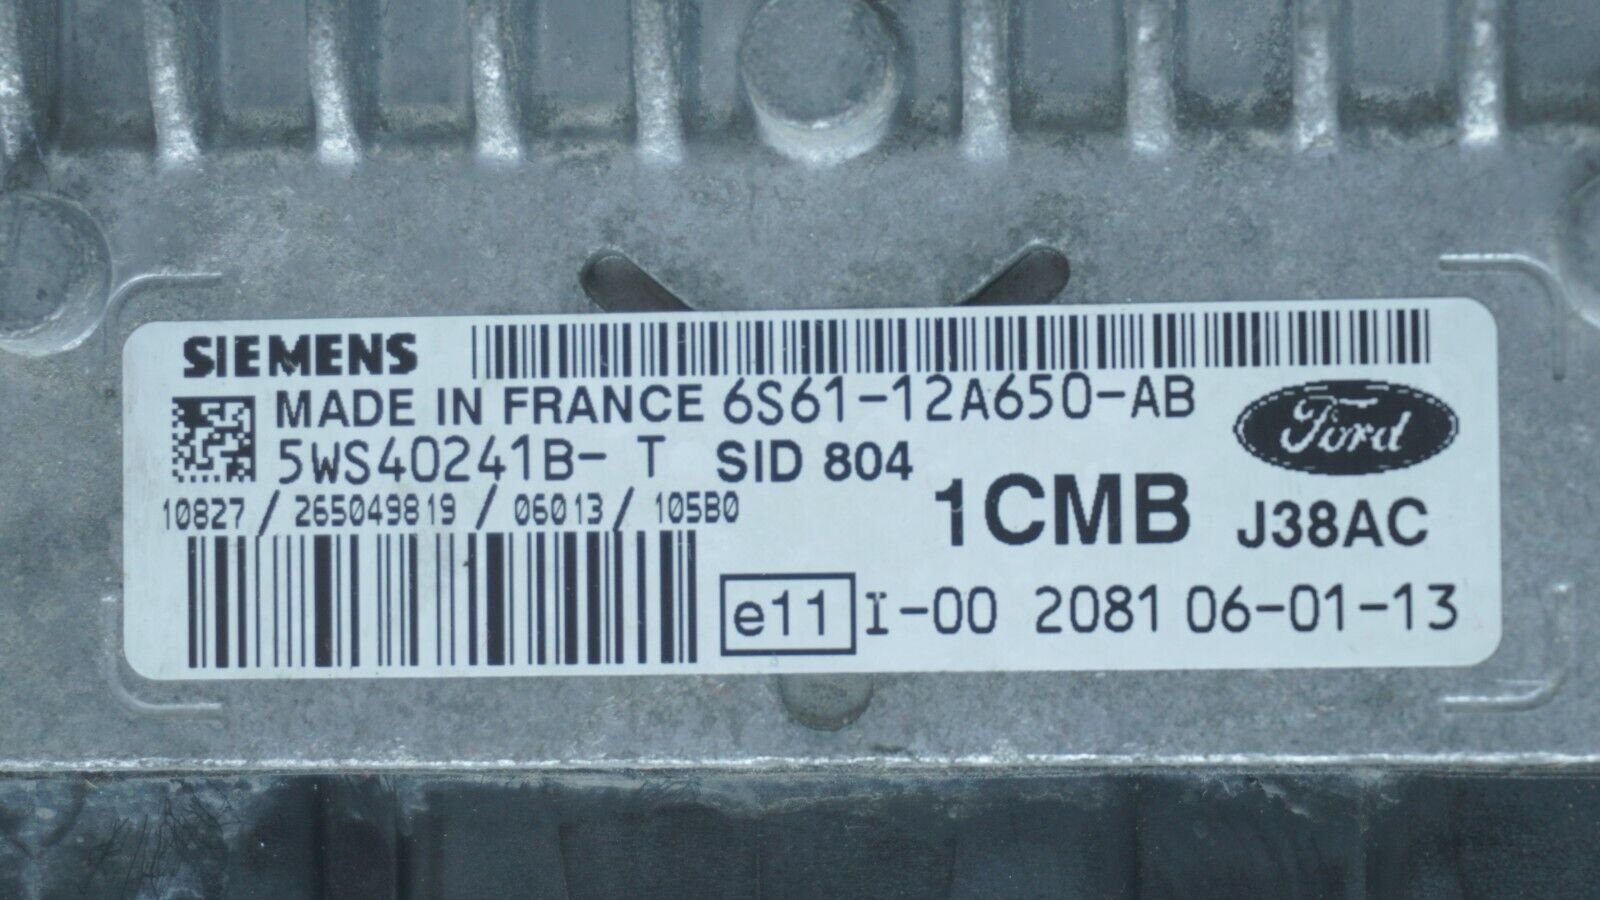 SIEMENS
MADE IN FRANCE 6S61-12A650-AB
5WS40241B- T SID 804
Ford
10827 / 265049819 / 06013 / 105B0
1CMB J38AC
e11 I-00 2081 06-01-13